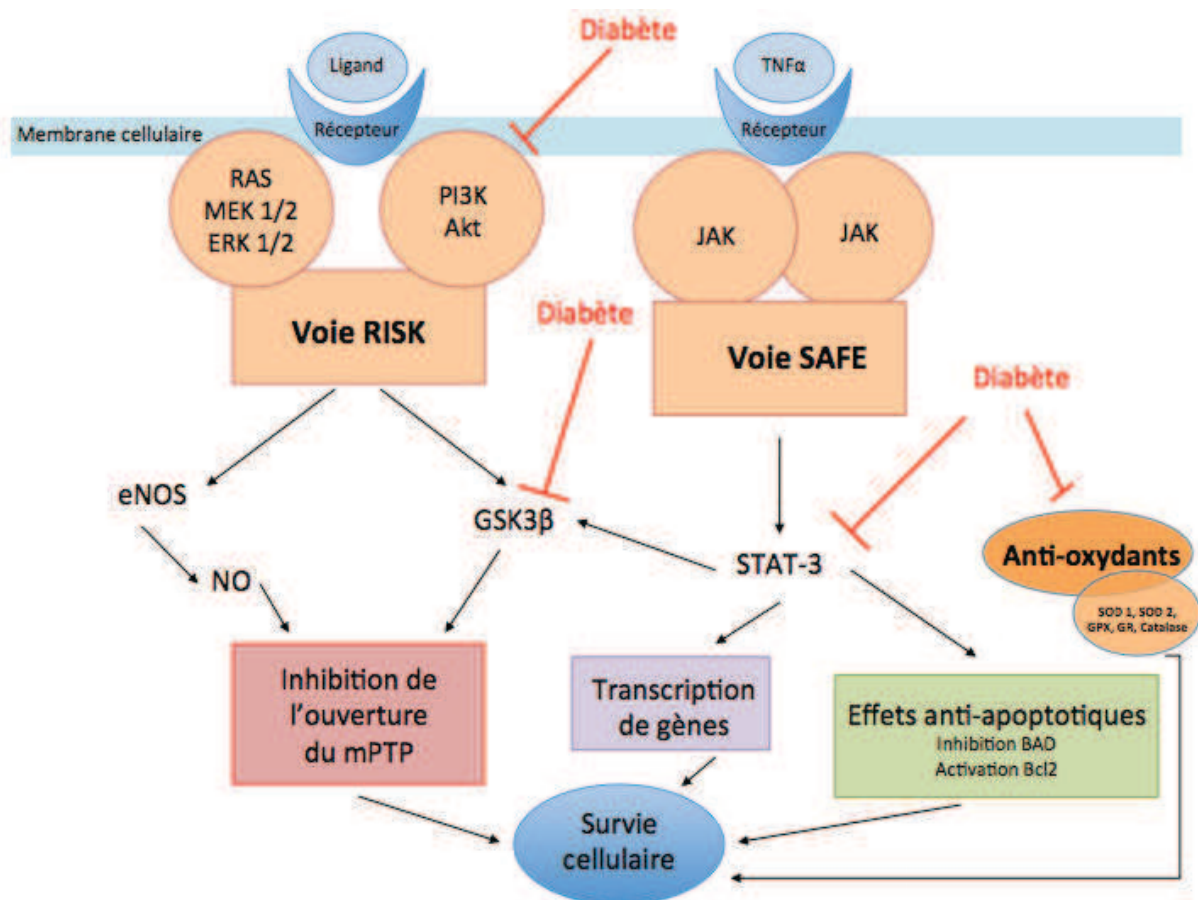 Diabète
Ligand
TNFα
Membrane cellulaire
Récepteur
Récepteur
RAS
MEK 1/2
ERK 1/2
PI3K
Akt
JAK
JAK
Diabète
Voie RISK
Voie SAFE
Diabète
eNOS
GSK3β
STAT-3
Anti-oxydants
NO
SOD 1, SOD 2,
GPX, GR, Catalase
Inhibition de
l’ouverture
du mPTP
Transcription
de gènes
Effets anti-apoptotiques
Inhibition BAD
Activation Bcl2
Survie
cellulaire